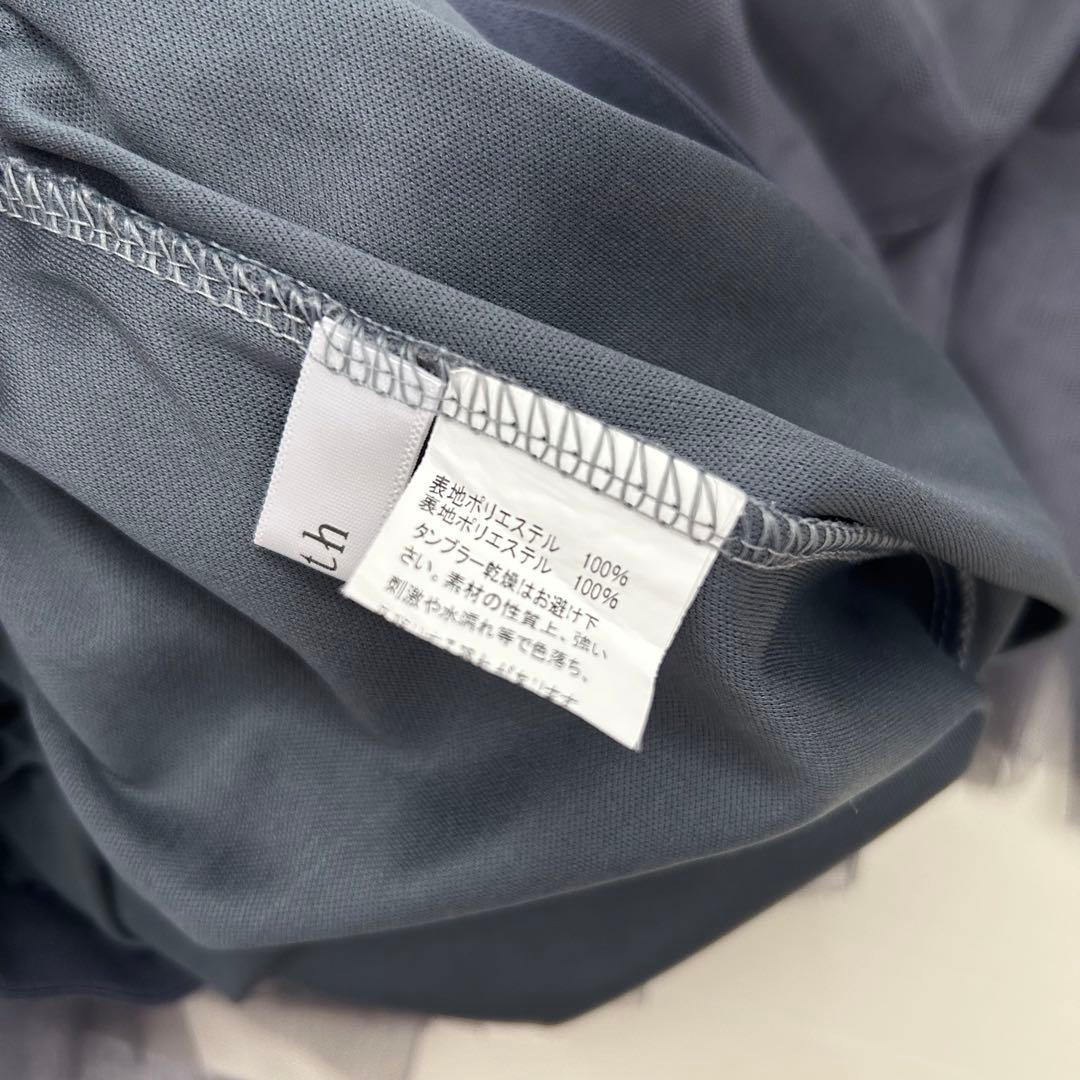 th
表地ポリエステル 100%
裏地ポリエステル 100%
タンブラー乾燥はお避け下
さい。素材の性質上、強い
刺激や水濡れ等で色落ち、